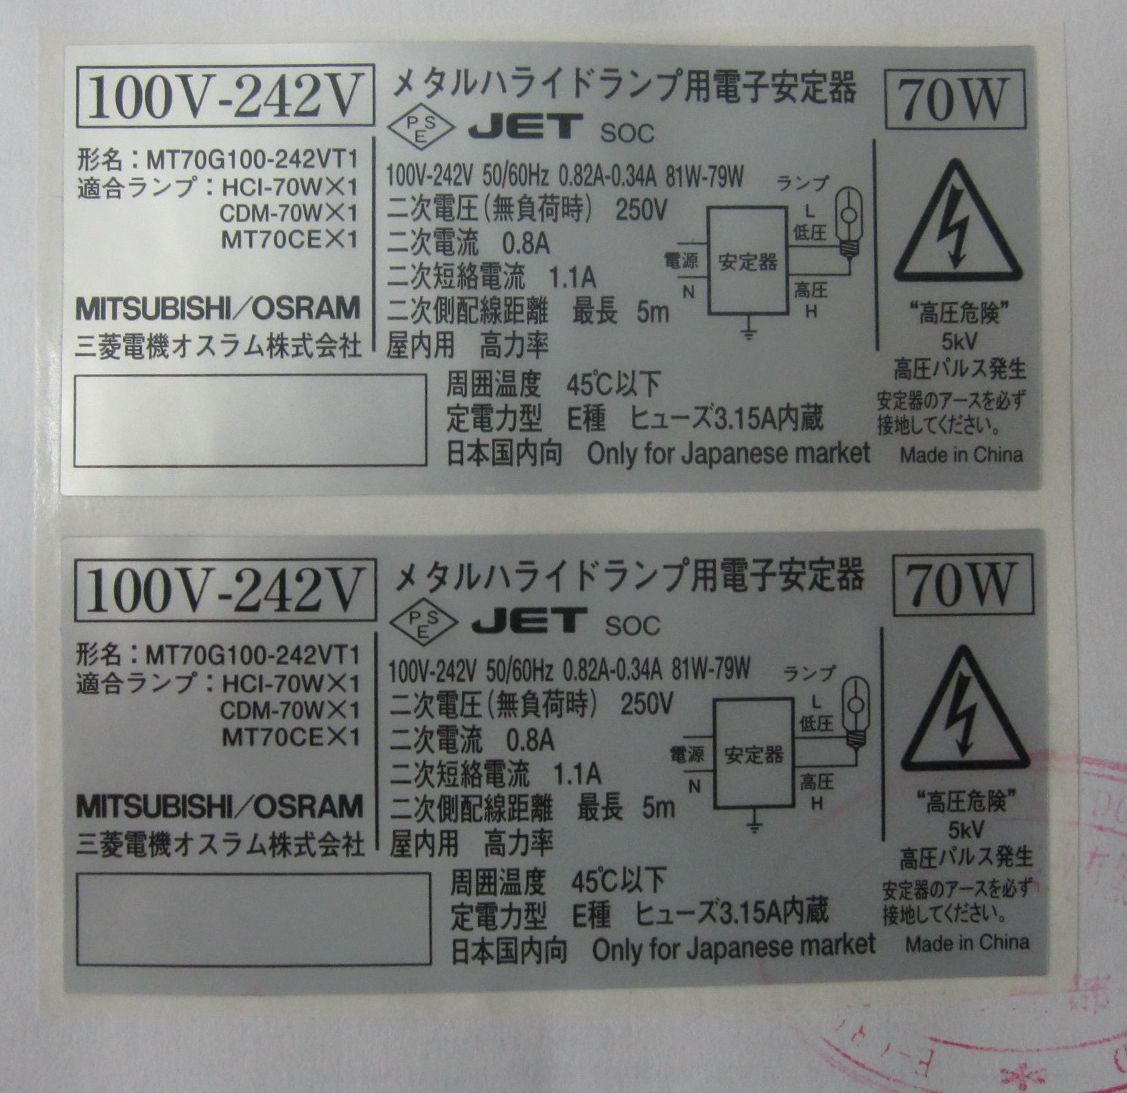 100V-242V
形名：MT70G100-242VT1
適合ランプ：HCI-70W×1
CDM-70W×1
MT70CE×1
MITSUBISHI/OSRAM
三菱電機オスラム株式会社
メタルハライドランプ用電子安定器
PSE JET SOC
100V-242V 50/60Hz 0.82A-0.34A 81W-79W
二次電圧（無負荷時） 250V
二次電流 0.8A
二次短絡電流 1.1A
二次側配線距離 最長 5m
屋内用 高力率
ランプ
L
低圧
電源
安定器
N
高圧
H
周囲温度 45℃以下
定電力型 E種 ヒューズ3.15A内蔵
日本国内向 Only for Japanese market
70W
“高圧危険”
5kV
高圧パルス発生
安定器のアースを必ず
接地してください。
Made in China
100V-242V
形名：MT70G100-242VT1
適合ランプ：HCI-70W×1
CDM-70W×1
MT70CE×1
MITSUBISHI/OSRAM
三菱電機オスラム株式会社
メタルハライドランプ用電子安定器
PSE JET SOC
100V-242V 50/60Hz 0.82A-0.34A 81W-79W
二次電圧（無負荷時） 250V
二次電流 0.8A
二次短絡電流 1.1A
二次側配線距離 最長 5m
屋内用 高力率
ランプ
L
低圧
電源
安定器
N
高圧
H
周囲温度 45℃以下
定電力型 E種 ヒューズ3.15A内蔵
日本国内向 Only for Japanese market
70W
“高圧危険”
5kV
高圧パルス発生
安定器のアースを必ず
接地してください。
Made in China